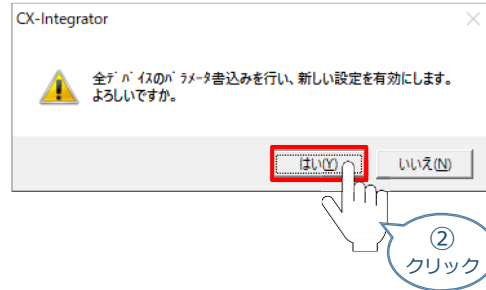 CX-Integrator
全ﾃﾞﾊﾞｲｽのﾊﾟﾗﾒｰﾀ書込みを行い、新しい設定を有効にします。
よろしいですか。
はい(Y)
いいえ(N)
②
クリック